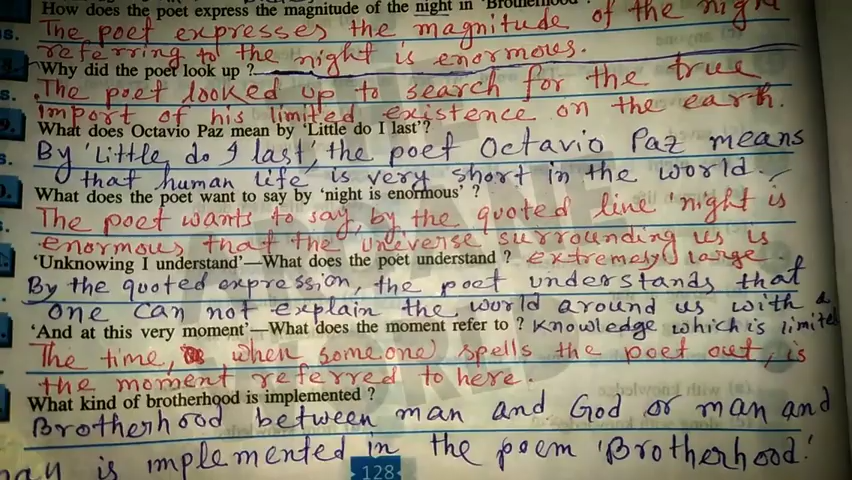 How does the poet express the magnitude of the night in 'Brotherhood'
The poet expresses the magnitude of the night
s. referring to the night is enormous.
Why did the poet look up ?
s. The poet looked up to search for the true
import of his limited existence on the earth.
9. What does Octavio Paz mean by 'Little do I last'?
s. By 'Little do I last', the poet Octavio Paz means
that human life is very short in the world.
What does the poet want to say by 'night is enormous' ?
The poet wants to say, by the quoted line 'night is
enormous that the universe surrounding us is
'Unknowing I understand'—What does the poet understand ? extremely large.
By the quoted expression, the poet understands that
one can not explain the world around us with a
'And at this very moment'—What does the moment refer to ? knowledge which is limited
The time, when someone spells the poet out, is
the moment referred to here.
What kind of brotherhood is implemented ?
Brotherhood between man and God or man and
man is implemented in the poem 'Brotherhood'
128